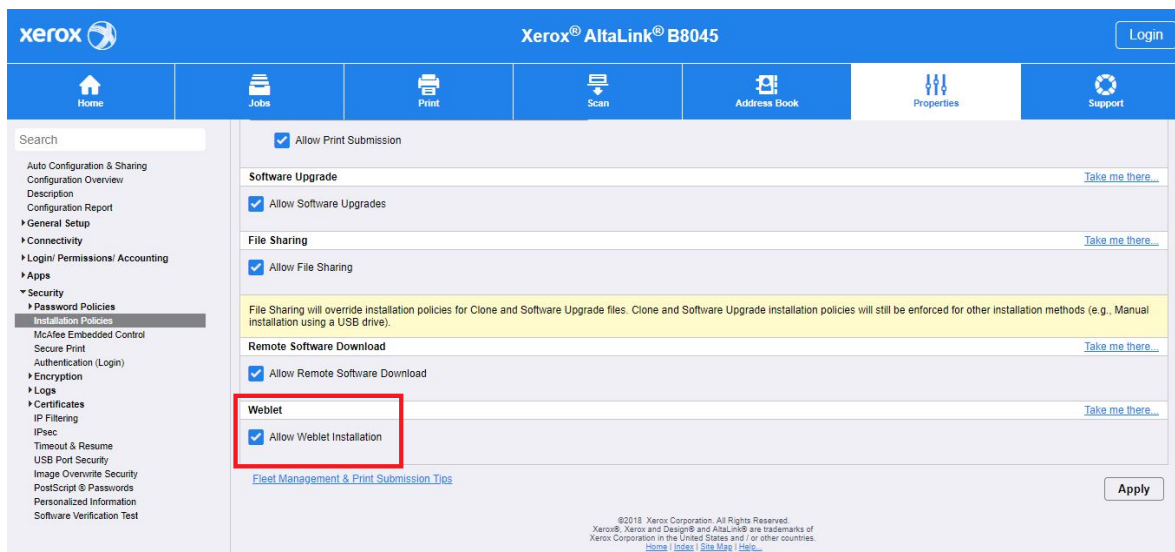 xerox
Xerox® AltaLink® B8045
Login
Home
Jobs
Print
Scan
Address Book
Properties
Support
Search
Auto Configuration & Sharing
Configuration Overview
Description
Configuration Report
General Setup
Connectivity
Login/ Permissions/ Accounting
Apps
Security
Password Policies
Installation Policies
McAfee Embedded Control
Secure Print
Authentication (Login)
Encryption
Logs
Certificates
IP Filtering
IPsec
Timeout & Resume
USB Port Security
Image Overwrite Security
PostScript ® Passwords
Personalized Information
Software Verification Test
Allow Print Submission
Software Upgrade
Take me there...
Allow Software Upgrades
File Sharing
Take me there...
Allow File Sharing
File Sharing will override installation policies for Clone and Software Upgrade files. Clone and Software Upgrade installation policies will still be enforced for other installation methods (e.g., Manual
installation using a USB drive).
Remote Software Download
Take me there...
Allow Remote Software Download
Weblet
Take me there...
Allow Weblet Installation
Fleet Management & Print Submission Tips
Apply
©2018 Xerox Corporation. All Rights Reserved.
Xerox®, Xerox and Design® and AltaLink® are trademarks of
Xerox Corporation in the United States and / or other countries.
Home | Index | Site Map | Help...